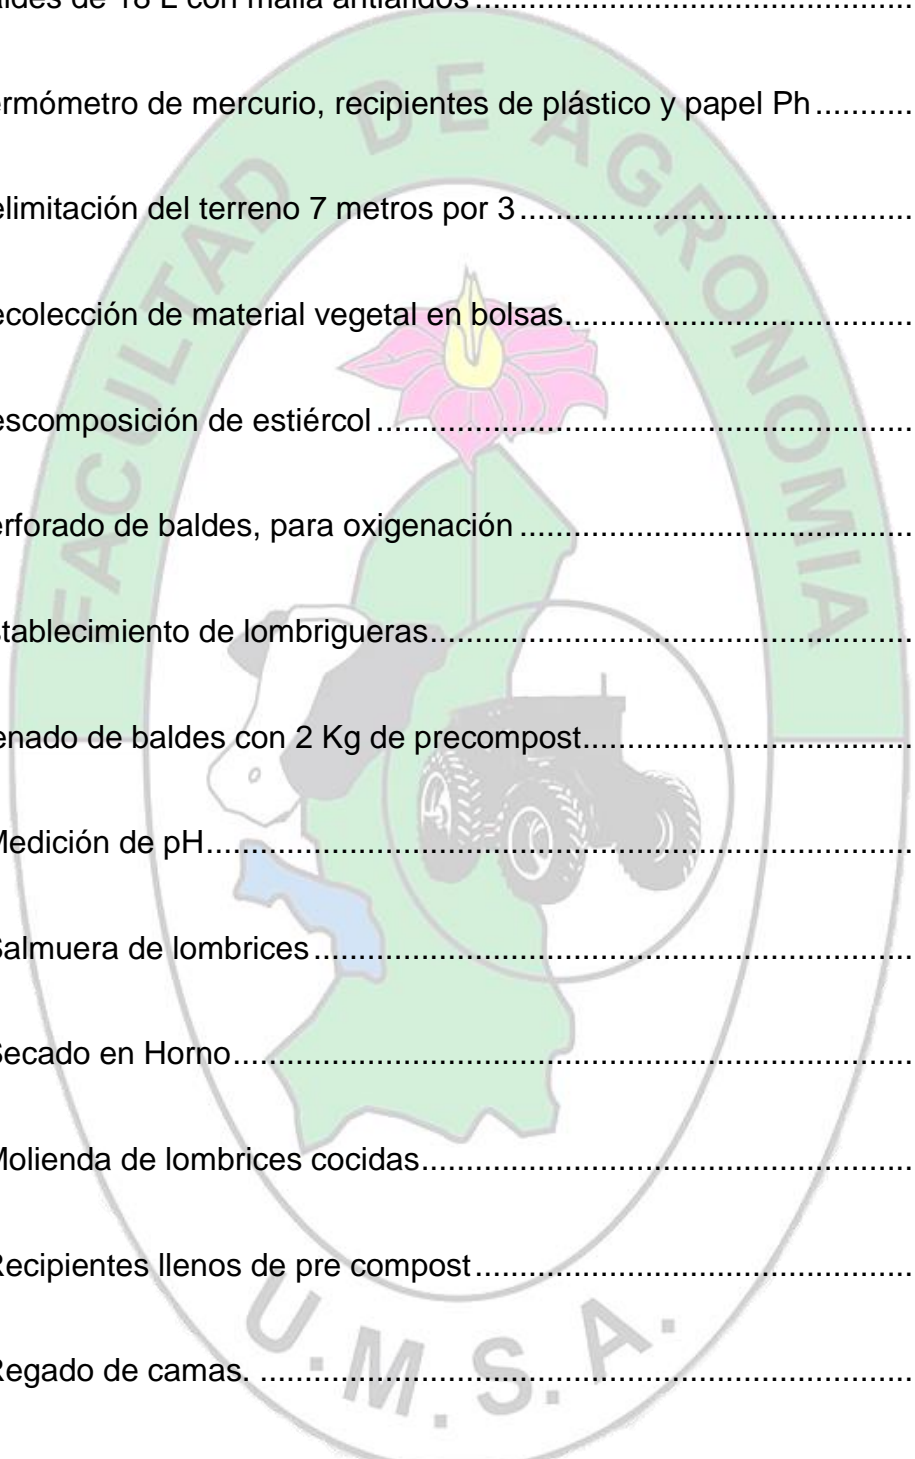 aldes de 18 L con malla antiáfidos
ermómetro de mercurio, recipientes de plástico y papel Ph
elimitación del terreno 7 metros por 3
ecolección de material vegetal en bolsas
escomposición de estiércol
erforado de baldes, para oxigenación
stablecimiento de lombrigueras
enado de baldes con 2 Kg de precompost
Medición de pH
Salmuera de lombrices
Secado en Horno
Molienda de lombrices cocidas
Recipientes llenos de pre compost
Regado de camas.
FACULTAD DE AGRONOMIA
U.M.S.A.